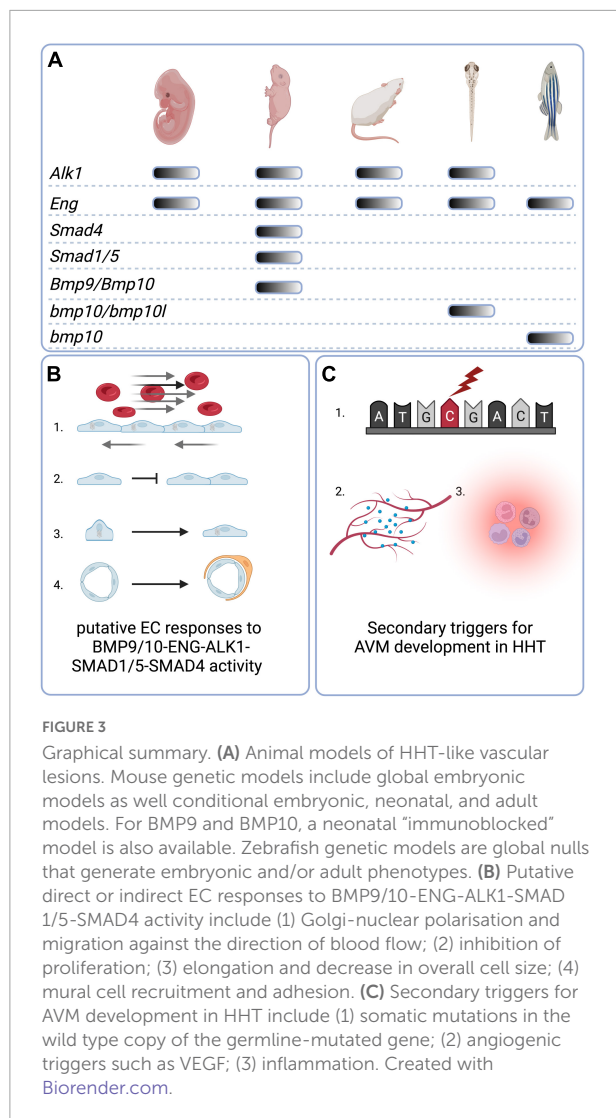 A
Alk1
Eng
Smad4
Smad1/5
Bmp9/Bmp10
bmp10/bmp10l
bmp10
B
1.
2.
3.
4.
putative EC responses to
BMP9/10-ENG-ALK1-
SMAD1/5-SMAD4 activity
C
1.
A T G C G A C T
2.
3.
Secondary triggers for
AVM development in HHT
FIGURE 3
Graphical summary. (A) Animal models of HHT-like vascular
lesions. Mouse genetic models include global embryonic
models as well conditional embryonic, neonatal, and adult
models. For BMP9 and BMP10, a neonatal “immunoblocked”
model is also available. Zebrafish genetic models are global nulls
that generate embryonic and/or adult phenotypes. (B) Putative
direct or indirect EC responses to BMP9/10-ENG-ALK1-SMAD
1/5-SMAD4 activity include (1) Golgi-nuclear polarisation and
migration against the direction of blood flow; (2) inhibition of
proliferation; (3) elongation and decrease in overall cell size; (4)
mural cell recruitment and adhesion. (C) Secondary triggers for
AVM development in HHT include (1) somatic mutations in the
wild type copy of the germline-mutated gene; (2) angiogenic
triggers such as VEGF; (3) inflammation. Created with
Biorender.com.